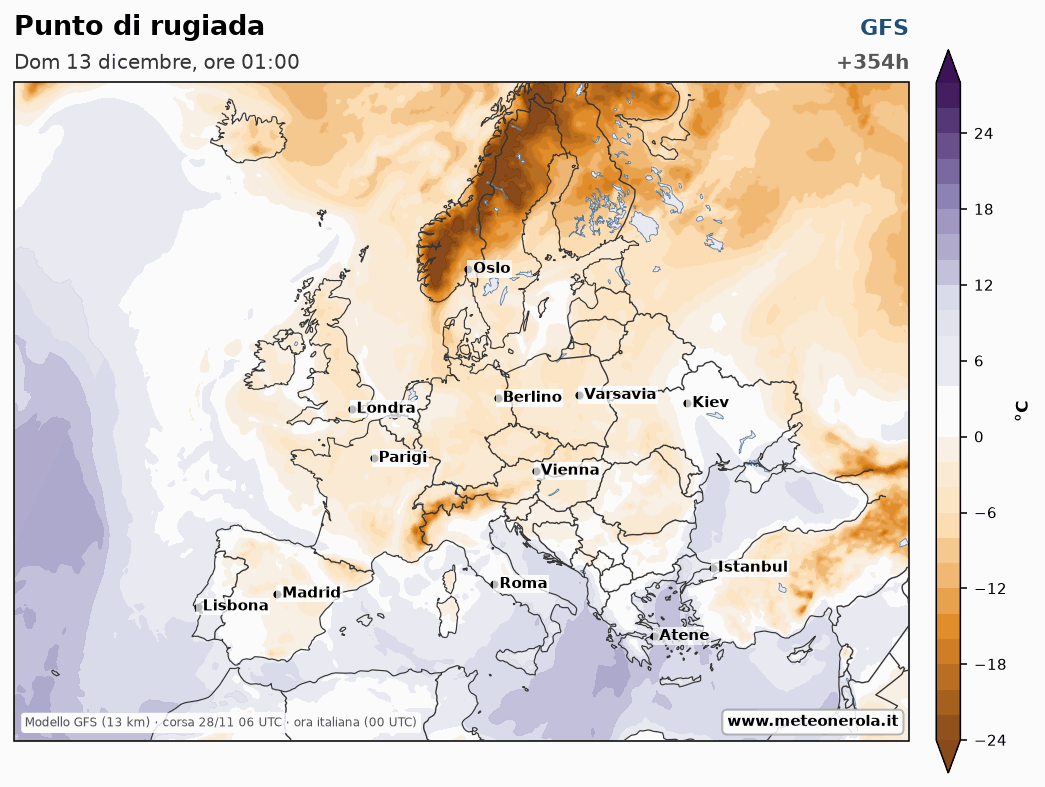 Punto di rugiada
GFS
Dom 13 dicembre, ore 01:00
+354h
24
18
12
6
0
−6
−12
−18
−24
°C
Oslo
Berlino
Varsavia
Kiev
Londra
Parigi
Vienna
Istanbul
Roma
Madrid
Lisbona
Atene
Modello GFS (13 km) · corsa 28/11 06 UTC · ora italiana (00 UTC)
www.meteonerola.it